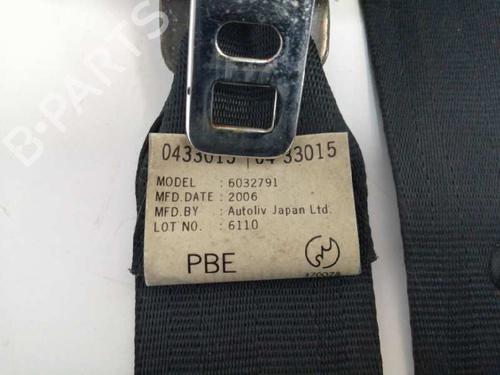 B-PARTS
0433015 04 33015
MODEL : 6032791
MFD.DATE : 2006
MFD.BY : Autoliv Japan Ltd.
LOT NO. : 6110
PBE